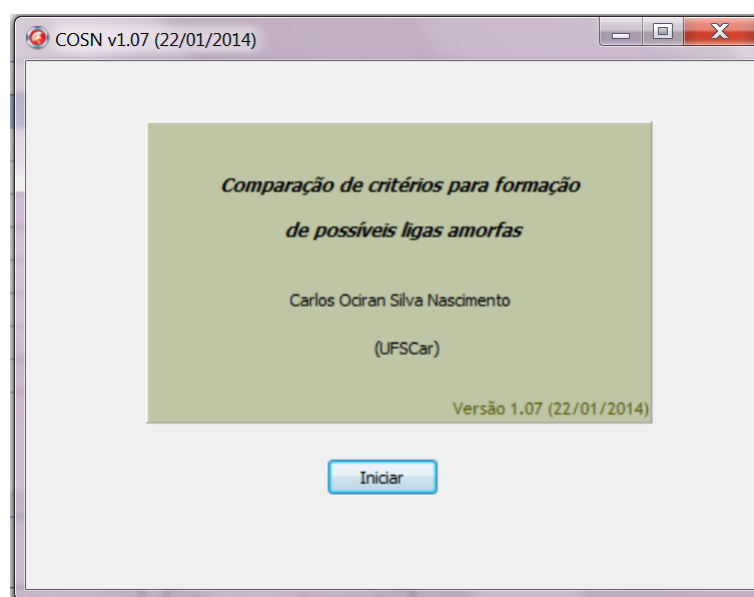 COSN v1.07 (22/01/2014)
Comparação de critérios para formação
de possíveis ligas amorfas
Carlos Ociran Silva Nascimento
(UFSCar)
Versão 1.07 (22/01/2014)
Iniciar